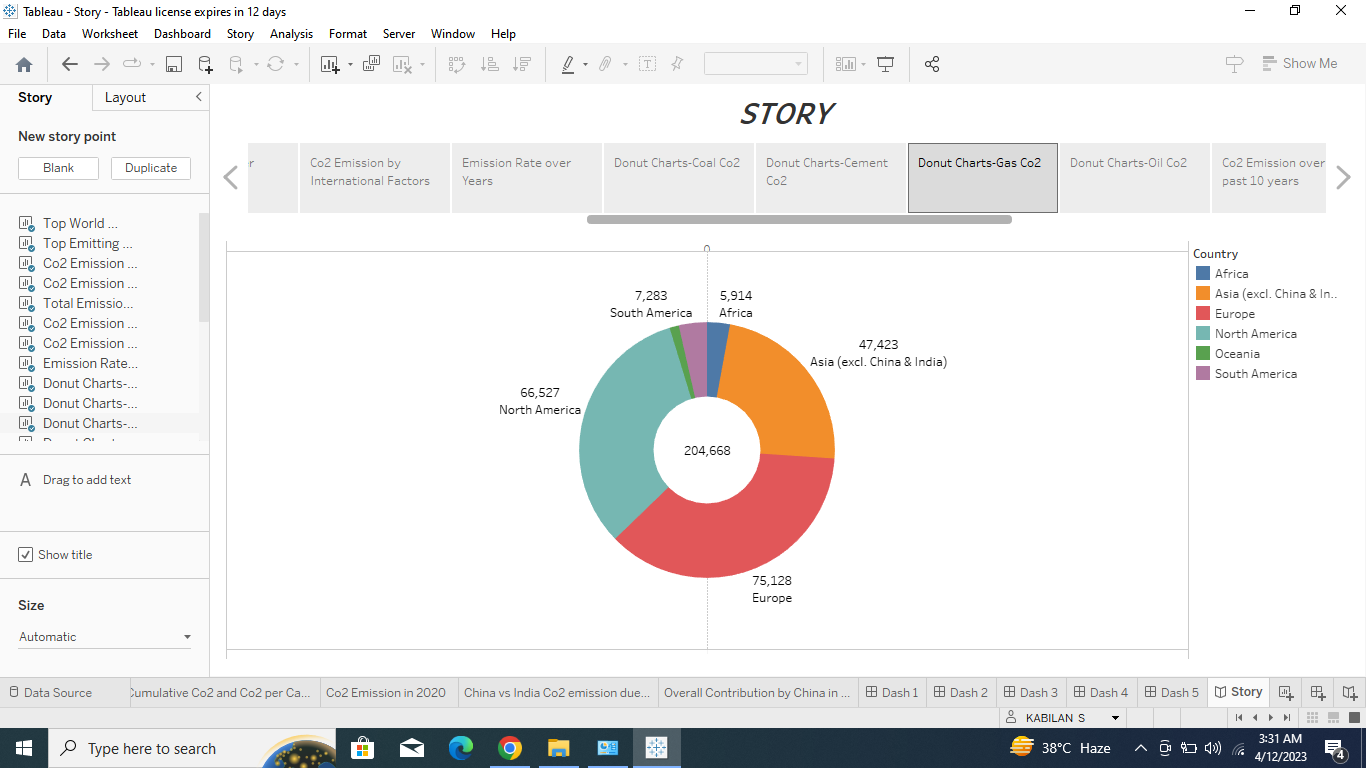 Tableau - Story - Tableau license expires in 12 days
File Data Worksheet Dashboard Story Analysis Format Server Window Help
Show Me
Story Layout
New story point
Blank Duplicate
Top World ...
Top Emitting ...
Co2 Emission ...
Co2 Emission ...
Total Emissio...
Co2 Emission ...
Co2 Emission ...
Emission Rate...
Donut Charts-...
Donut Charts-...
Donut Charts-...
A Drag to add text
Show title
Size
Automatic
STORY
r
Co2 Emission by
International Factors
Emission Rate over
Years
Donut Charts-Coal Co2
Donut Charts-Cement
Co2
Donut Charts-Gas Co2
Donut Charts-Oil Co2
Co2 Emission over
past 10 years
0
7,283
South America
5,914
Africa
47,423
Asia (excl. China & India)
66,527
North America
204,668
75,128
Europe
Country
Africa
Asia (excl. China & In..
Europe
North America
Oceania
South America
Data Source Cumulative Co2 and Co2 per Ca... Co2 Emission in 2020 China vs India Co2 emission due... Overall Contribution by China in ... Dash 1 Dash 2 Dash 3 Dash 4 Dash 5 Story
KABILAN S
Type here to search
38°C Haze
3:31 AM
4/12/2023
4